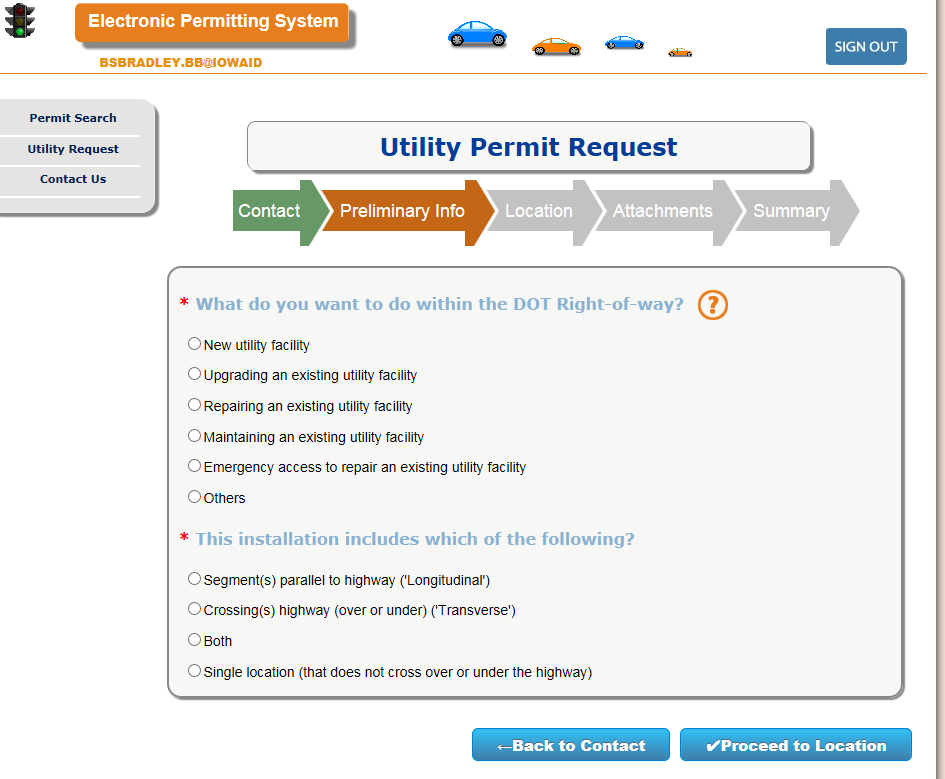 Electronic Permitting System
BSBRADLEY.BB@IOWAID
SIGN OUT
Permit Search
Utility Request
Contact Us
Utility Permit Request
Contact
Preliminary Info
Location
Attachments
Summary
* What do you want to do within the DOT Right-of-way? ?
New utility facility
Upgrading an existing utility facility
Repairing an existing utility facility
Maintaining an existing utility facility
Emergency access to repair an existing utility facility
Others
* This installation includes which of the following?
Segment(s) parallel to highway ('Longitudinal')
Crossing(s) highway (over or under) ('Transverse')
Both
Single location (that does not cross over or under the highway)
←Back to Contact
✔Proceed to Location